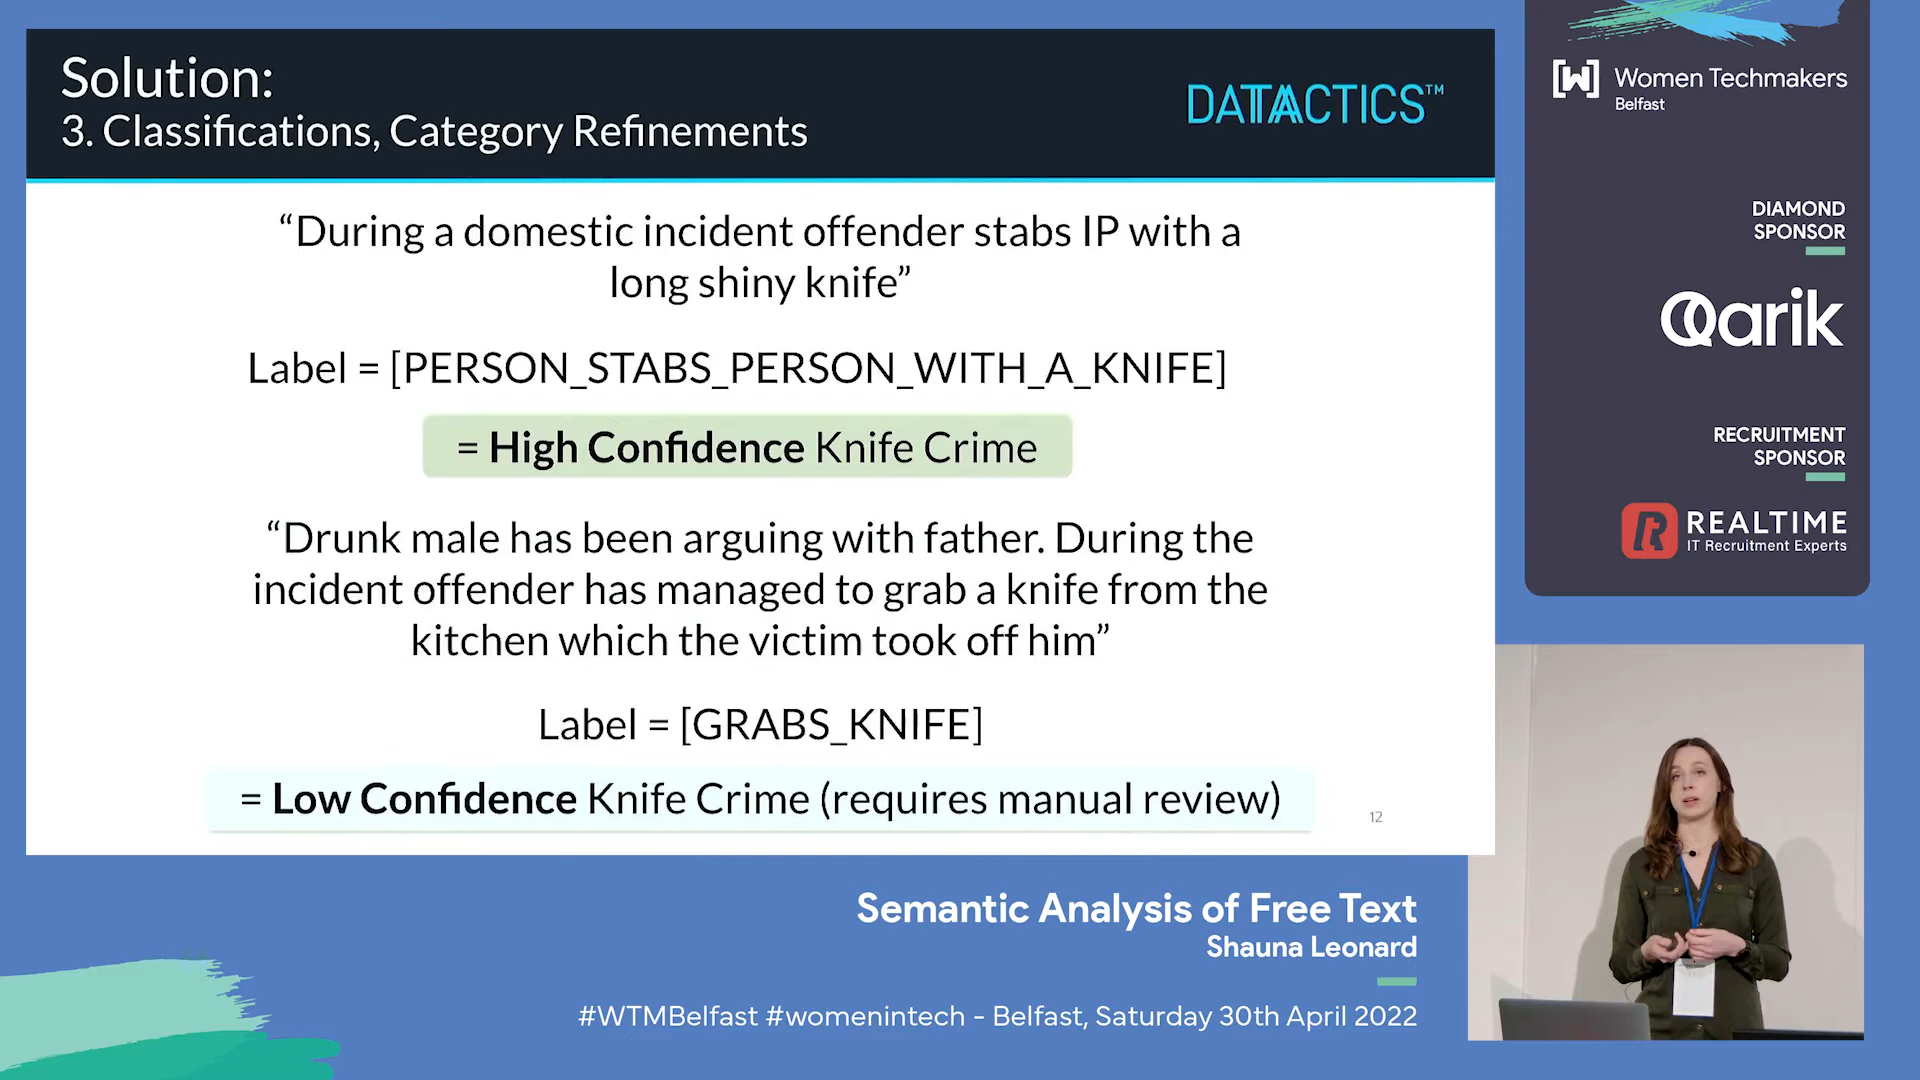 Solution:
3. Classifications, Category Refinements
DATACTICS™
“During a domestic incident offender stabs IP with a
long shiny knife”
Label = [PERSON_STABS_PERSON_WITH_A_KNIFE]
= High Confidence Knife Crime
“Drunk male has been arguing with father. During the
incident offender has managed to grab a knife from the
kitchen which the victim took off him”
Label = [GRABS_KNIFE]
= Low Confidence Knife Crime (requires manual review)
12
[W] Women Techmakers
Belfast
DIAMOND
SPONSOR
Qarik
RECRUITMENT
SPONSOR
REALTIME
IT Recruitment Experts
Semantic Analysis of Free Text
Shauna Leonard
#WTMBelfast #womenintech - Belfast, Saturday 30th April 2022